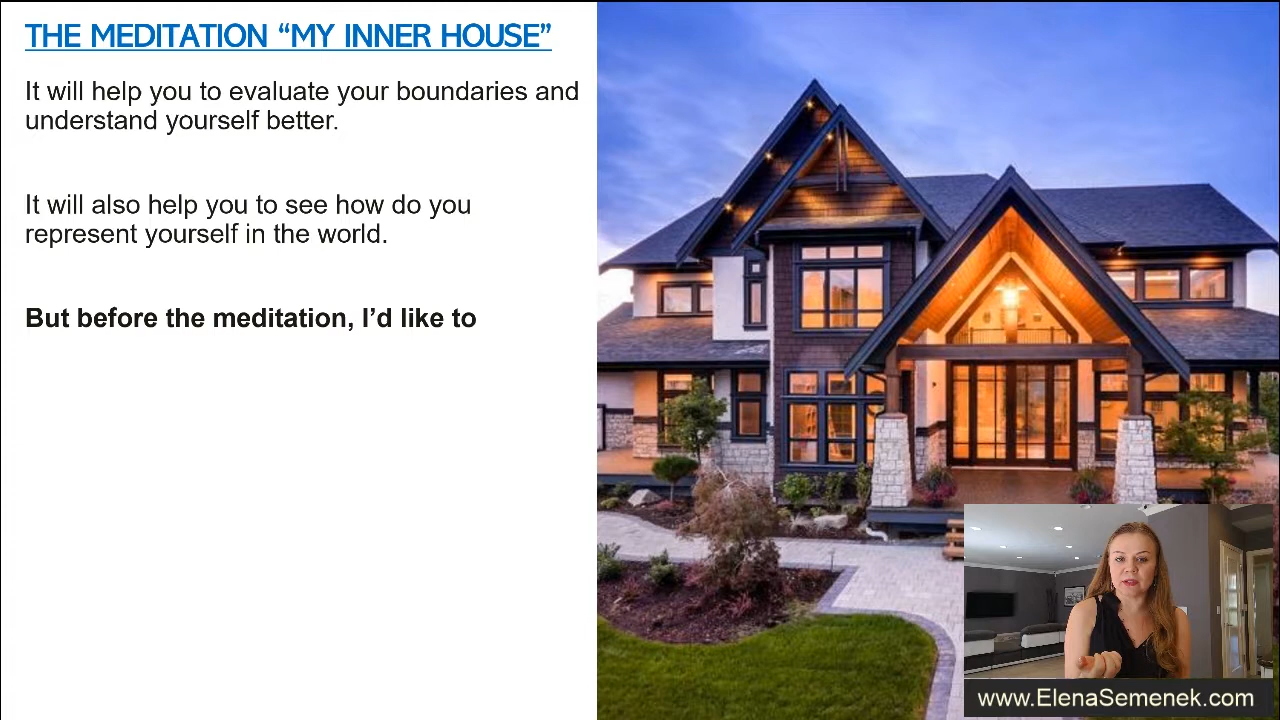 THE MEDITATION “MY INNER HOUSE”
It will help you to evaluate your boundaries and
understand yourself better.
It will also help you to see how do you
represent yourself in the world.
But before the meditation, I’d like to
www.ElenaSemenek.com